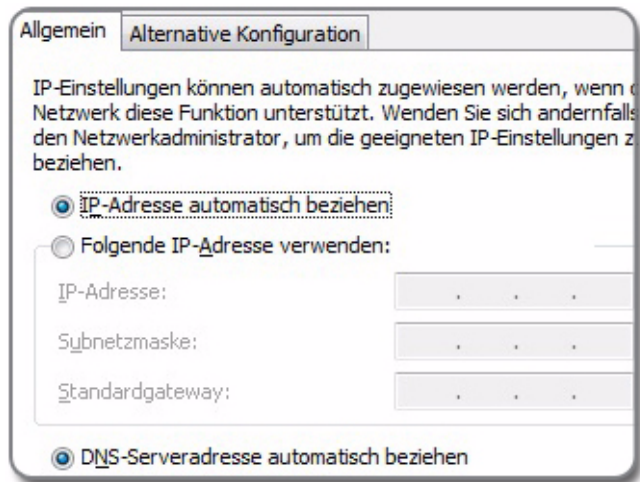 Allgemein
Alternative Konfiguration
IP-Einstellungen können automatisch zugewiesen werden, wenn
Netzwerk diese Funktion unterstützt. Wenden Sie sich andernfalls
den Netzwerkadministrator, um die geeigneten IP-Einstellungen
beziehen.
IP-Adresse automatisch beziehen
Folgende IP-Adresse verwenden:
IP-Adresse:
Subnetzmaske:
Standardgateway:
DNS-Serveradresse automatisch beziehen